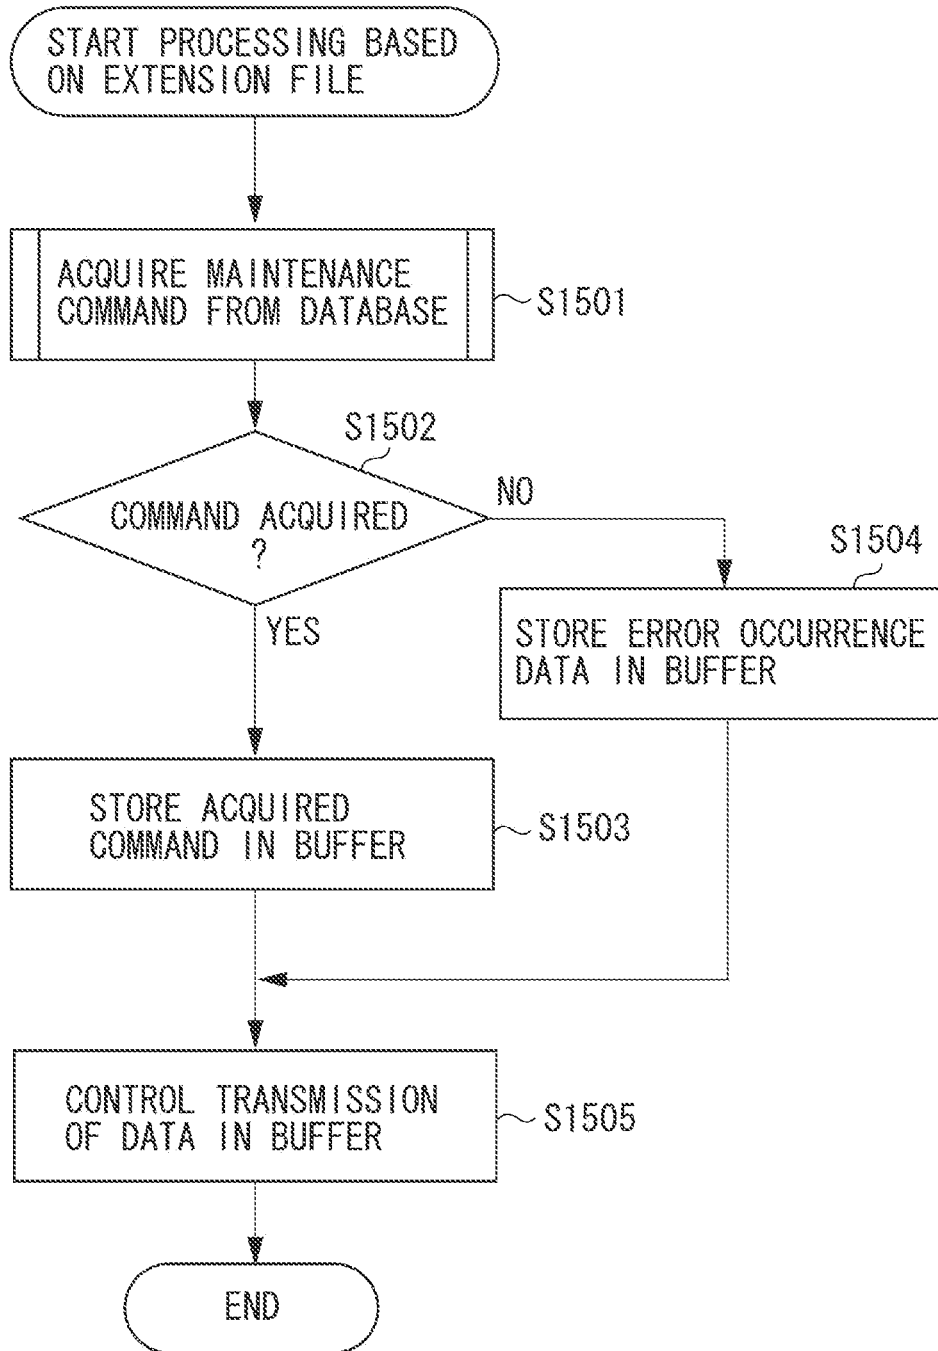 START PROCESSING BASED
ON EXTENSION FILE
ACQUIRE MAINTENANCE
COMMAND FROM DATABASE
S1501
S1502
COMMAND ACQUIRED
?
NO
YES
S1504
STORE ERROR OCCURRENCE
DATA IN BUFFER
STORE ACQUIRED
COMMAND IN BUFFER
S1503
CONTROL TRANSMISSION
OF DATA IN BUFFER
S1505
END